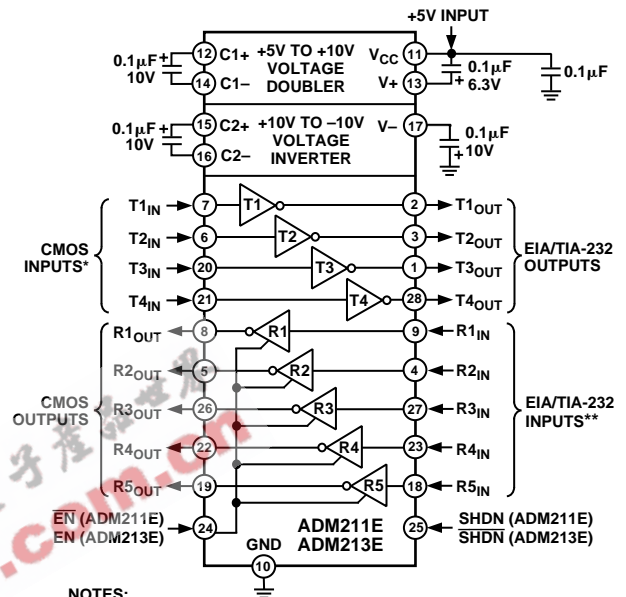 +5V INPUT
0.1μF
10V
12 C1+ +5V TO +10V VCC 11
VOLTAGE
14 C1– DOUBLER V+ 13
0.1μF
6.3V
0.1μF
0.1μF
10V
15 C2+ +10V TO –10V V– 17
VOLTAGE
16 C2– INVERTER
0.1μF
10V
T1IN 7 T1 2 T1OUT
T2IN 6 T2 3 T2OUT
T3IN 20 T3 1 T3OUT
T4IN 21 T4 28 T4OUT
CMOS
INPUTS*
EIA/TIA-232
OUTPUTS
R1OUT 8 R1 9 R1IN
R2OUT 5 R2 4 R2IN
R3OUT 26 R3 27 R3IN
R4OUT 22 R4 23 R4IN
R5OUT 19 R5 18 R5IN
CMOS
OUTPUTS
EIA/TIA-232
INPUTS**
EN (ADM211E)
EN (ADM213E)
24
ADM211E
ADM213E
25
SHDN (ADM211E)
SHDN (ADM213E)
GND
10
NOTES:
.com.cn